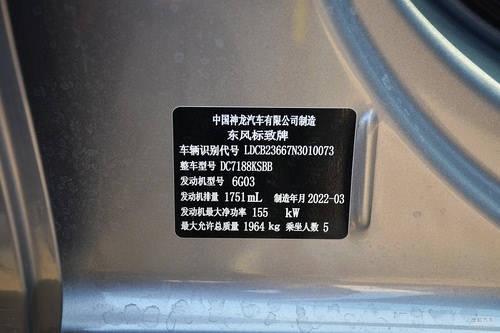 中国神龙汽车有限公司制造
东风标致牌
车辆识别代号 LDCB23667N3010073
整车型号 DC7188KSBB
发动机型号 6G03
发动机排量 1751mL 制造年月 2022-03
发动机最大净功率 155 kW
最大允许总质量 1964 kg 乘坐人数 5